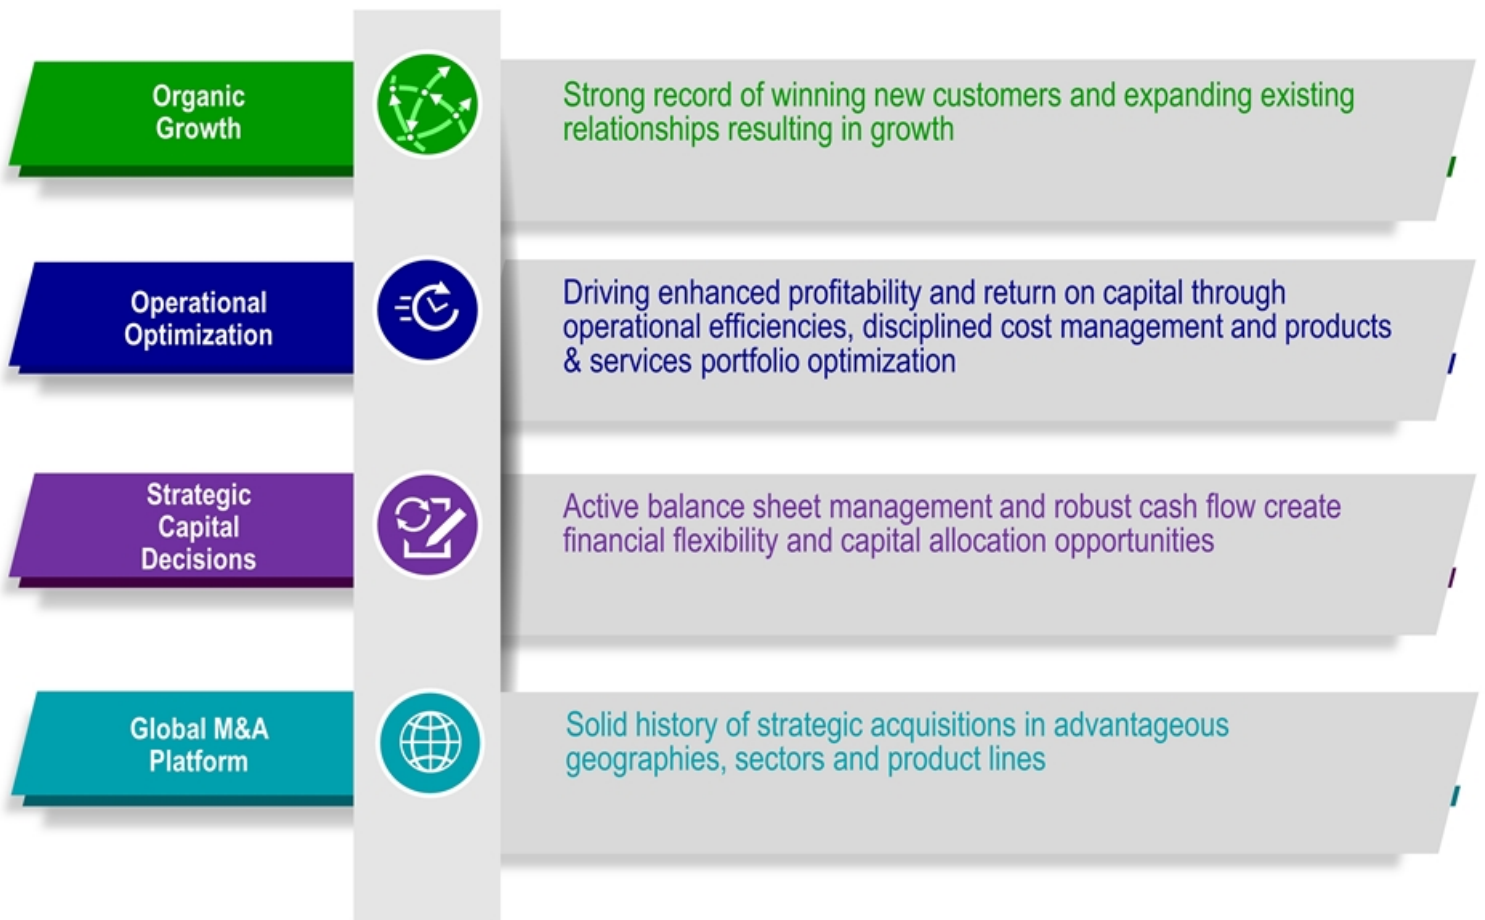 Organic
Growth
Strong record of winning new customers and expanding existing
relationships resulting in growth
Operational
Optimization
Driving enhanced profitability and return on capital through
operational efficiencies, disciplined cost management and products
& services portfolio optimization
Strategic
Capital
Decisions
Active balance sheet management and robust cash flow create
financial flexibility and capital allocation opportunities
Global M&A
Platform
Solid history of strategic acquisitions in advantageous
geographies, sectors and product lines